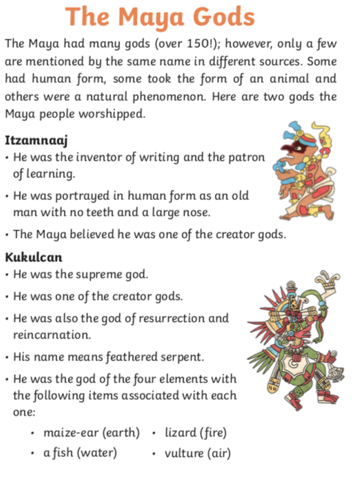 The Maya Gods
The Maya had many gods (over 150!); however, only a few
are mentioned by the same name in different sources. Some
had human form, some took the form of an animal and
others were a natural phenomenon. Here are two gods the
Maya people worshipped.
Itzamnaaj
• He was the inventor of writing and the patron
of learning.
• He was portrayed in human form as an old
man with no teeth and a large nose.
• The Maya believed he was one of the creator gods.
Kukulcan
• He was the supreme god.
• He was one of the creator gods.
• He was also the god of resurrection and
reincarnation.
• His name means feathered serpent.
• He was the god of the four elements with
the following items associated with each
one:
• maize-ear (earth) • lizard (fire)
• a fish (water) • vulture (air)